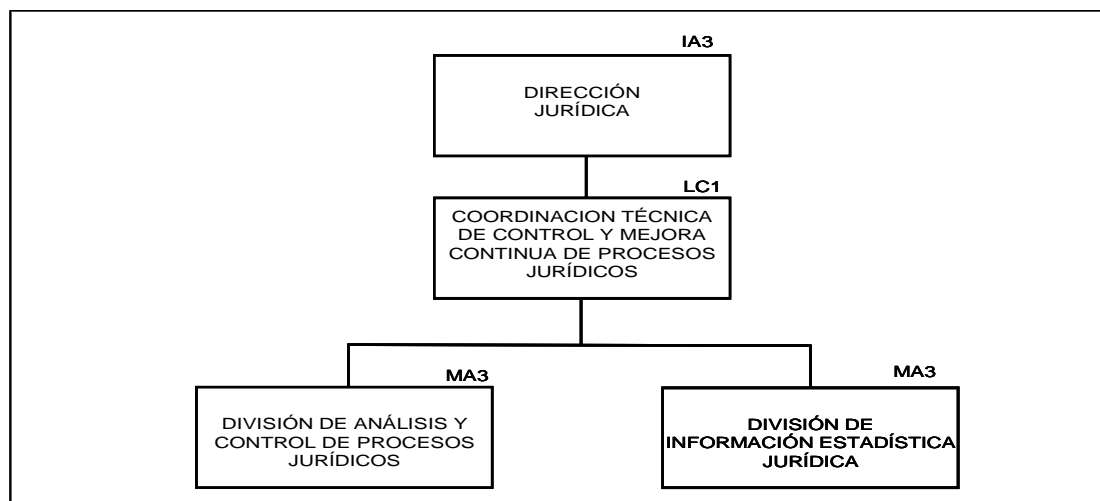 IA3
DIRECCIÓN
JURÍDICA
LC1
COORDINACION TÉCNICA
DE CONTROL Y MEJORA
CONTINUA DE PROCESOS
JURÍDICOS
MA3
DIVISIÓN DE ANÁLISIS Y
CONTROL DE PROCESOS
JURÍDICOS
MA3
DIVISIÓN DE
INFORMACIÓN ESTADÍSTICA
JURÍDICA